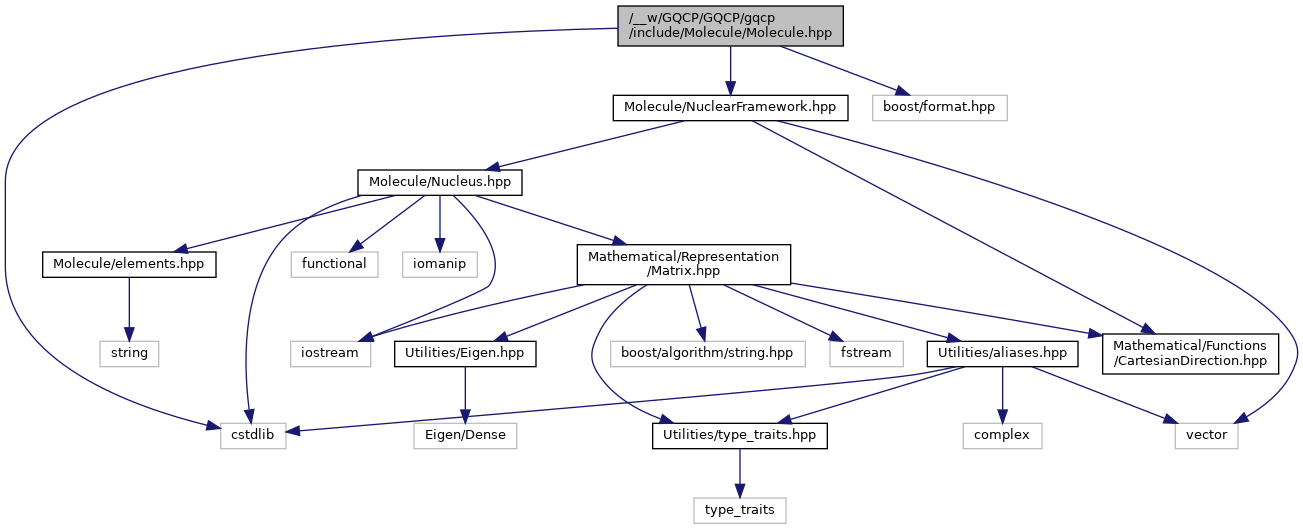 /__w/GQCP/GQCP/gqcp
/include/Molecule/Molecule.hpp
Molecule/NuclearFramework.hpp
boost/format.hpp
Molecule/Nucleus.hpp
Molecule/elements.hpp
functional
iomanip
Mathematical/Representation
/Matrix.hpp
string
iostream
Utilities/Eigen.hpp
boost/algorithm/string.hpp
fstream
Utilities/aliases.hpp
Mathematical/Functions
/CartesianDirection.hpp
cstdlib
Eigen/Dense
Utilities/type_traits.hpp
complex
vector
type_traits